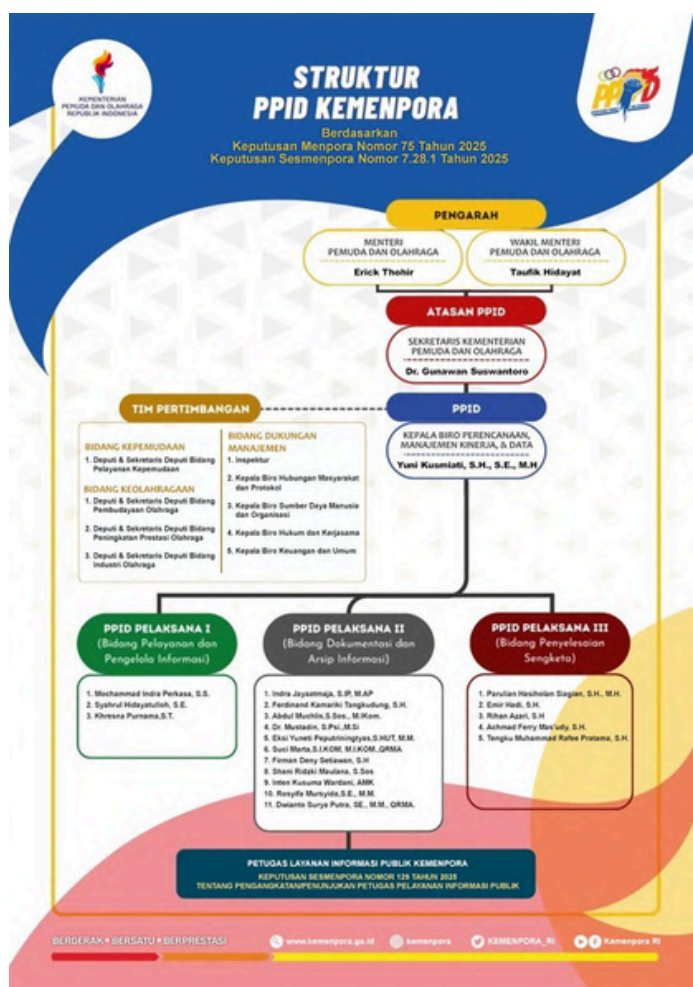 KEMENTERIAN
PEMUDA DAN OLAHRAGA
REPUBLIK INDONESIA
STRUKTUR
PPID KEMENPORA
PPID
Berdasarkan
Keputusan Menpora Nomor 75 Tahun 2025
Keputusan Sesmenpora Nomor 7.28.1 Tahun 2025
PENGARAH
MENTERI
PEMUDA DAN OLAHRAGA
Erick Thohir
WAKIL MENTERI
PEMUDA DAN OLAHRAGA
Taufik Hidayat
ATASAN PPID
SEKRETARIS KEMENTERIAN
PEMUDA DAN OLAHRAGA
Dr. Gunawan Suswantoro
TIM PERTIMBANGAN
PPID
KEPALA BIRO PERENCANAAN,
MANAJEMEN KINERJA, & DATA
Yuni Kusmiati, S.H., S.E., M.H
BIDANG KEPEMUDAAN
1. Deputi & Sekretaris Deputi Bidang
Pelayanan Kepemudaan
BIDANG KEOLAHRAGAAN
1. Deputi & Sekretaris Deputi Bidang
Pembudayaan Olahraga
2. Deputi & Sekretaris Deputi Bidang
Peningkatan Prestasi Olahraga
3. Deputi & Sekretaris Deputi Bidang
Industri Olahraga
BIDANG DUKUNGAN
MANAJEMEN
1. Inspektur
2. Kepala Biro Hubungan Masyarakat
dan Protokol
3. Kepala Biro Sumber Daya Manusia
dan Organisasi
4. Kepala Biro Hukum dan Kerjasama
5. Kepala Biro Keuangan dan Umum
PPID PELAKSANA I
(Bidang Pelayanan dan
Pengelola Informasi)
1. Mochammad Indra Perkasa, S.S.
2. Syahrul Hidayatulloh, S.E.
3. Khresna Purnama,S.T.
PPID PELAKSANA II
(Bidang Dokumentasi dan
Arsip Informasi)
1. Indra Jayaatmaja, S.IP, M.AP
2. Ferdinand Kamariki Tangkudung, S.H.
3. Abdul Muchlis,S.Sos., M.Kom.
4. Dr. Mustadin, S.Psi.,M.Si
5. Eksi Yuneti Peputriningtyas,S.HUT, M.M.
6. Suci Marta,S.I.KOM, M.I.KOM.,QRMA
7. Firman Deny Setiawan, S.H
8. Shani Ridzki Maulana, S.Sos
9. Inten Kusuma Wardani, AMK
10. Rosyifa Mursyida,S.E., M.M.
11. Dwianto Surya Putra, SE., M.M., QRMA.
PPID PELAKSANA III
(Bidang Penyelesaian
Sengketa)
1. Parulian Hasiholan Siagian, S.H., M.H.
2. Emir Hadi, S.H.
3. Rihan Azari, S.H
4. Achmad Ferry Mas'udy, S.H.
5. Tengku Muhammad Rafee Pratama, S.H.
PETUGAS LAYANAN INFORMASI PUBLIK KEMENPORA
KEPUTUSAN SESMENPORA NOMOR 129 TAHUN 2025
TENTANG PENGANGKATAN/PENUNJUKAN PETUGAS PELAYANAN INFORMASI PUBLIK
BERGERAK • BERSATU • BERPRESTASI
www.kemenpora.go.id
kemenpora
KEMENPORA_RI
Kemenpora RI